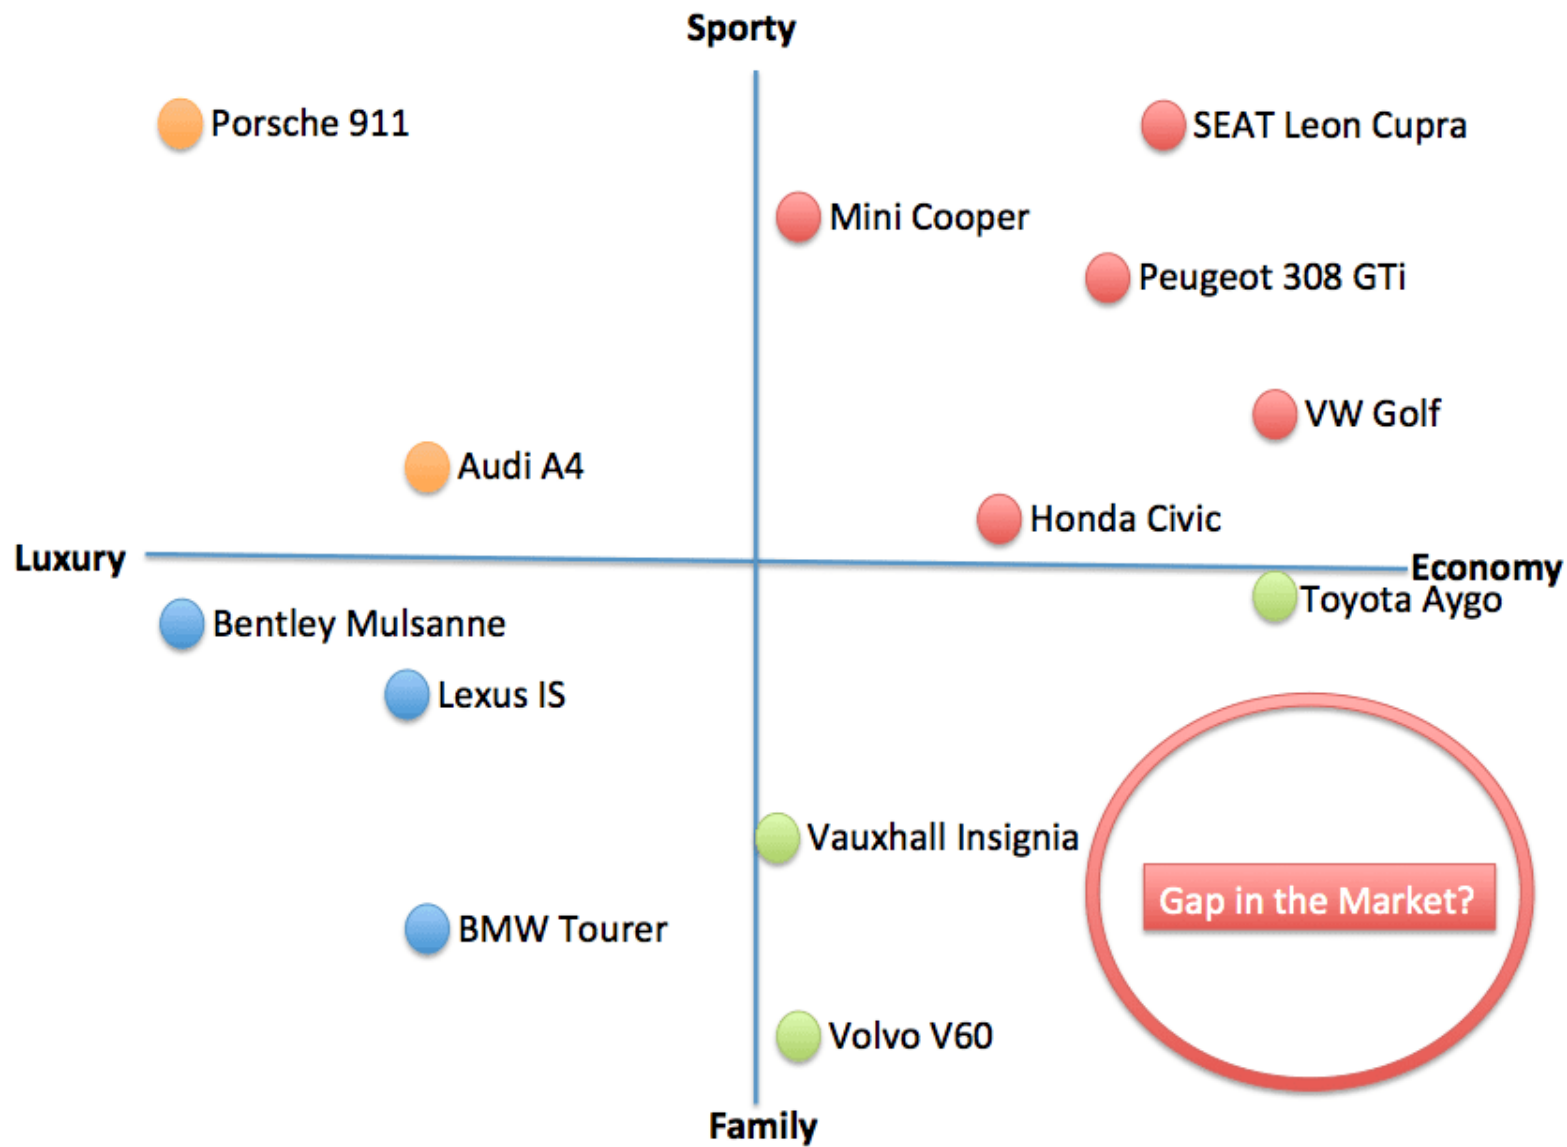 Sporty
Porsche 911
SEAT Leon Cupra
Mini Cooper
Peugeot 308 GTi
VW Golf
Audi A4
Honda Civic
Luxury
Economy
Toyota Aygo
Bentley Mulsanne
Lexus IS
Vauxhall Insignia
Gap in the Market?
BMW Tourer
Volvo V60
Family